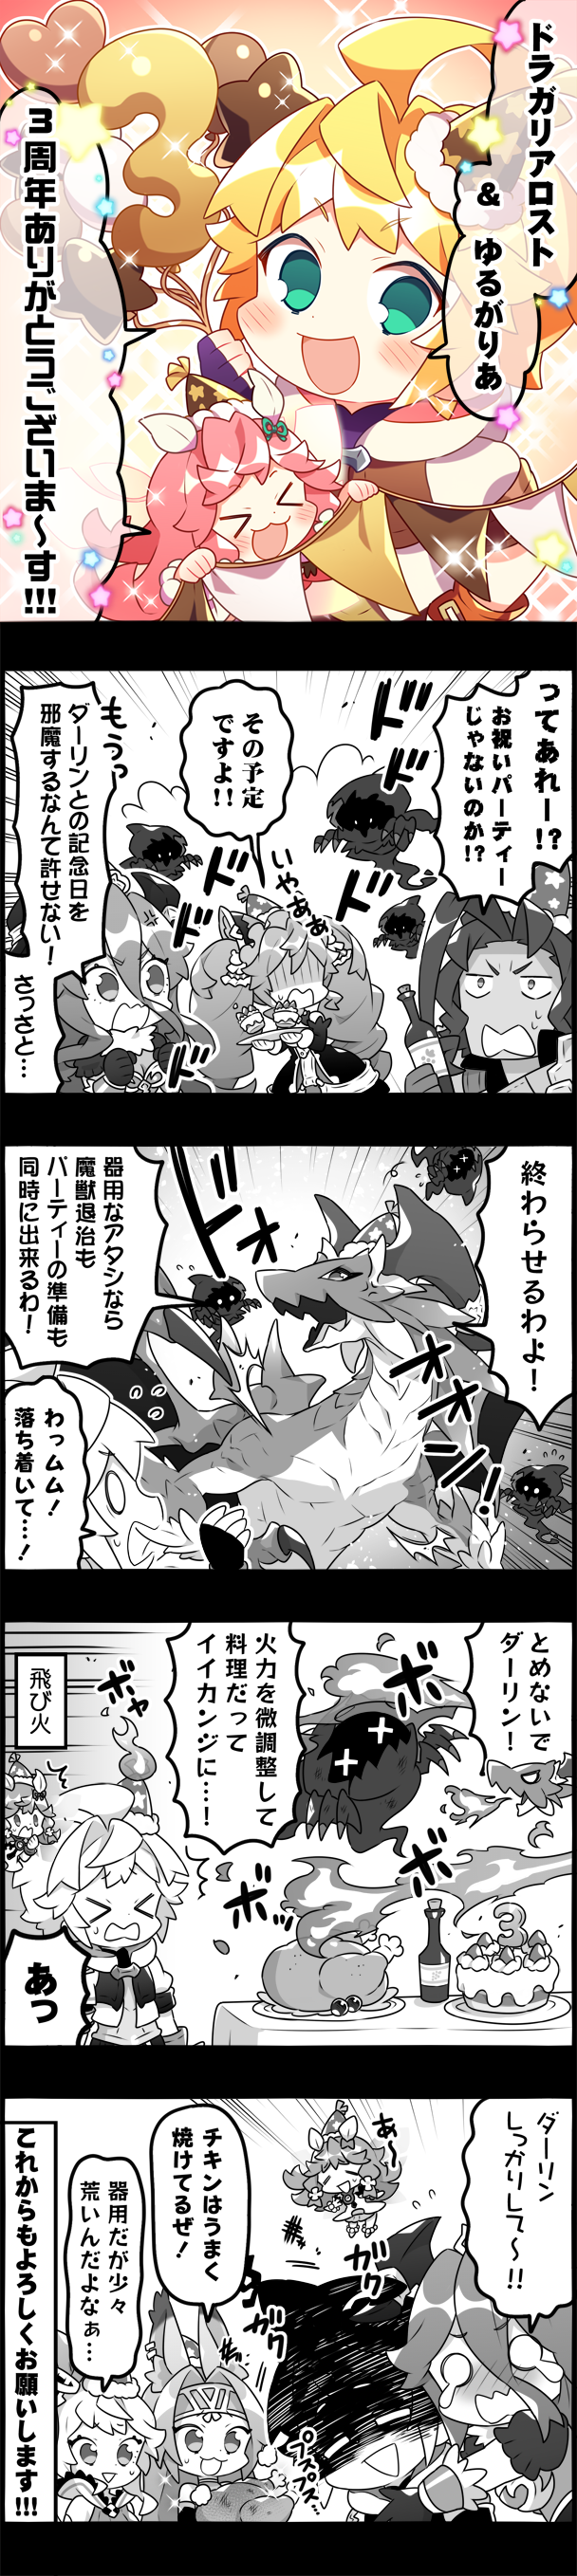 ドラガリアロスト
&
ゆるがりあ
3周年ありがとうございま～す!!!
3
ってあれー!?
お祝いパーティー
じゃないのか!?
ドドド
その予定
ですよ!!
いやぁぁ
ドドド
もうっ
ダーリンとの記念日を
邪魔するなんて許せない!
さっさと…
終わらせるわよ!
ドォォォン!
器用なアタシなら
魔獣退治も
パーティーの準備も
同時に出来るわ!
わっムム!
落ち着いて…!
とめないで
ダーリン!
ボボボッ
火力を微調整して
料理だって
イイカンジに…!
3
ボッ
飛び火
あっ
ダーリン
しっかりして～!!
あ～
ガクガク
チキンはうまく
焼けてるぜ!
プスプス…
器用だが少々
荒いんだよなぁ…
これからもよろしくお願いします!!!